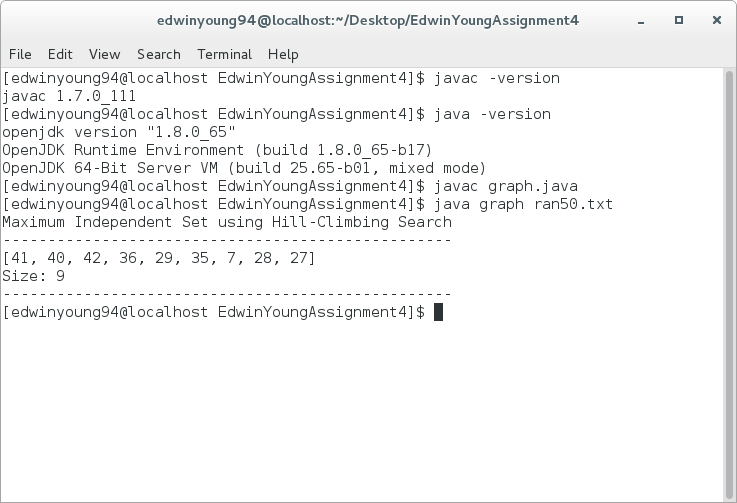 edwinyoung94@localhost:~/Desktop/EdwinYoungAssignment4
File Edit View Search Terminal Help
[edwinyoung94@localhost EdwinYoungAssignment4]$ javac -version
javac 1.7.0_111
[edwinyoung94@localhost EdwinYoungAssignment4]$ java -version
openjdk version "1.8.0_65"
OpenJDK Runtime Environment (build 1.8.0_65-b17)
OpenJDK 64-Bit Server VM (build 25.65-b01, mixed mode)
[edwinyoung94@localhost EdwinYoungAssignment4]$ javac graph.java
[edwinyoung94@localhost EdwinYoungAssignment4]$ java graph ran50.txt
Maximum Independent Set using Hill-Climbing Search
--------------------------------------------------
[41, 40, 42, 36, 29, 35, 7, 28, 27]
Size: 9
--------------------------------------------------
[edwinyoung94@localhost EdwinYoungAssignment4]$